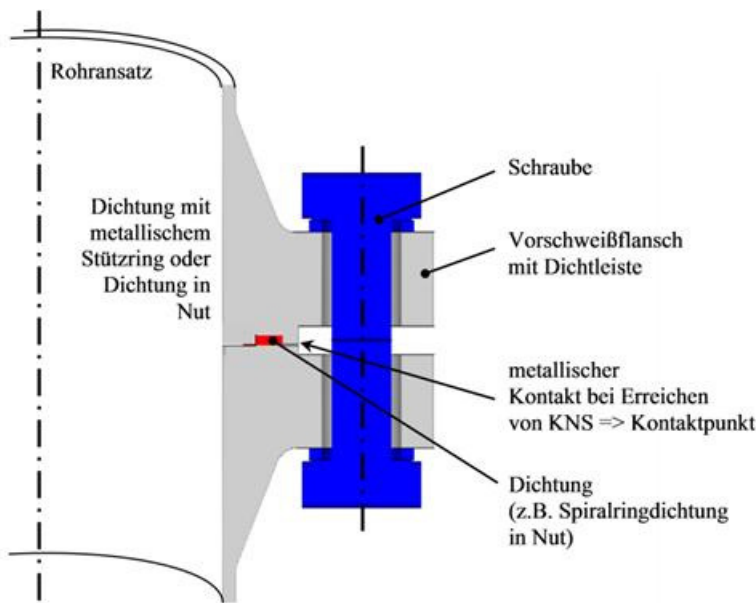 Rohransatz
Dichtung mit
metallischem
Stützring oder
Dichtung in
Nut
Schraube
Vorschweißflansch
mit Dichtleiste
metallischer
Kontakt bei Erreichen
von KNS => Kontaktpunkt
Dichtung
(z.B. Spiralringdichtung
in Nut)